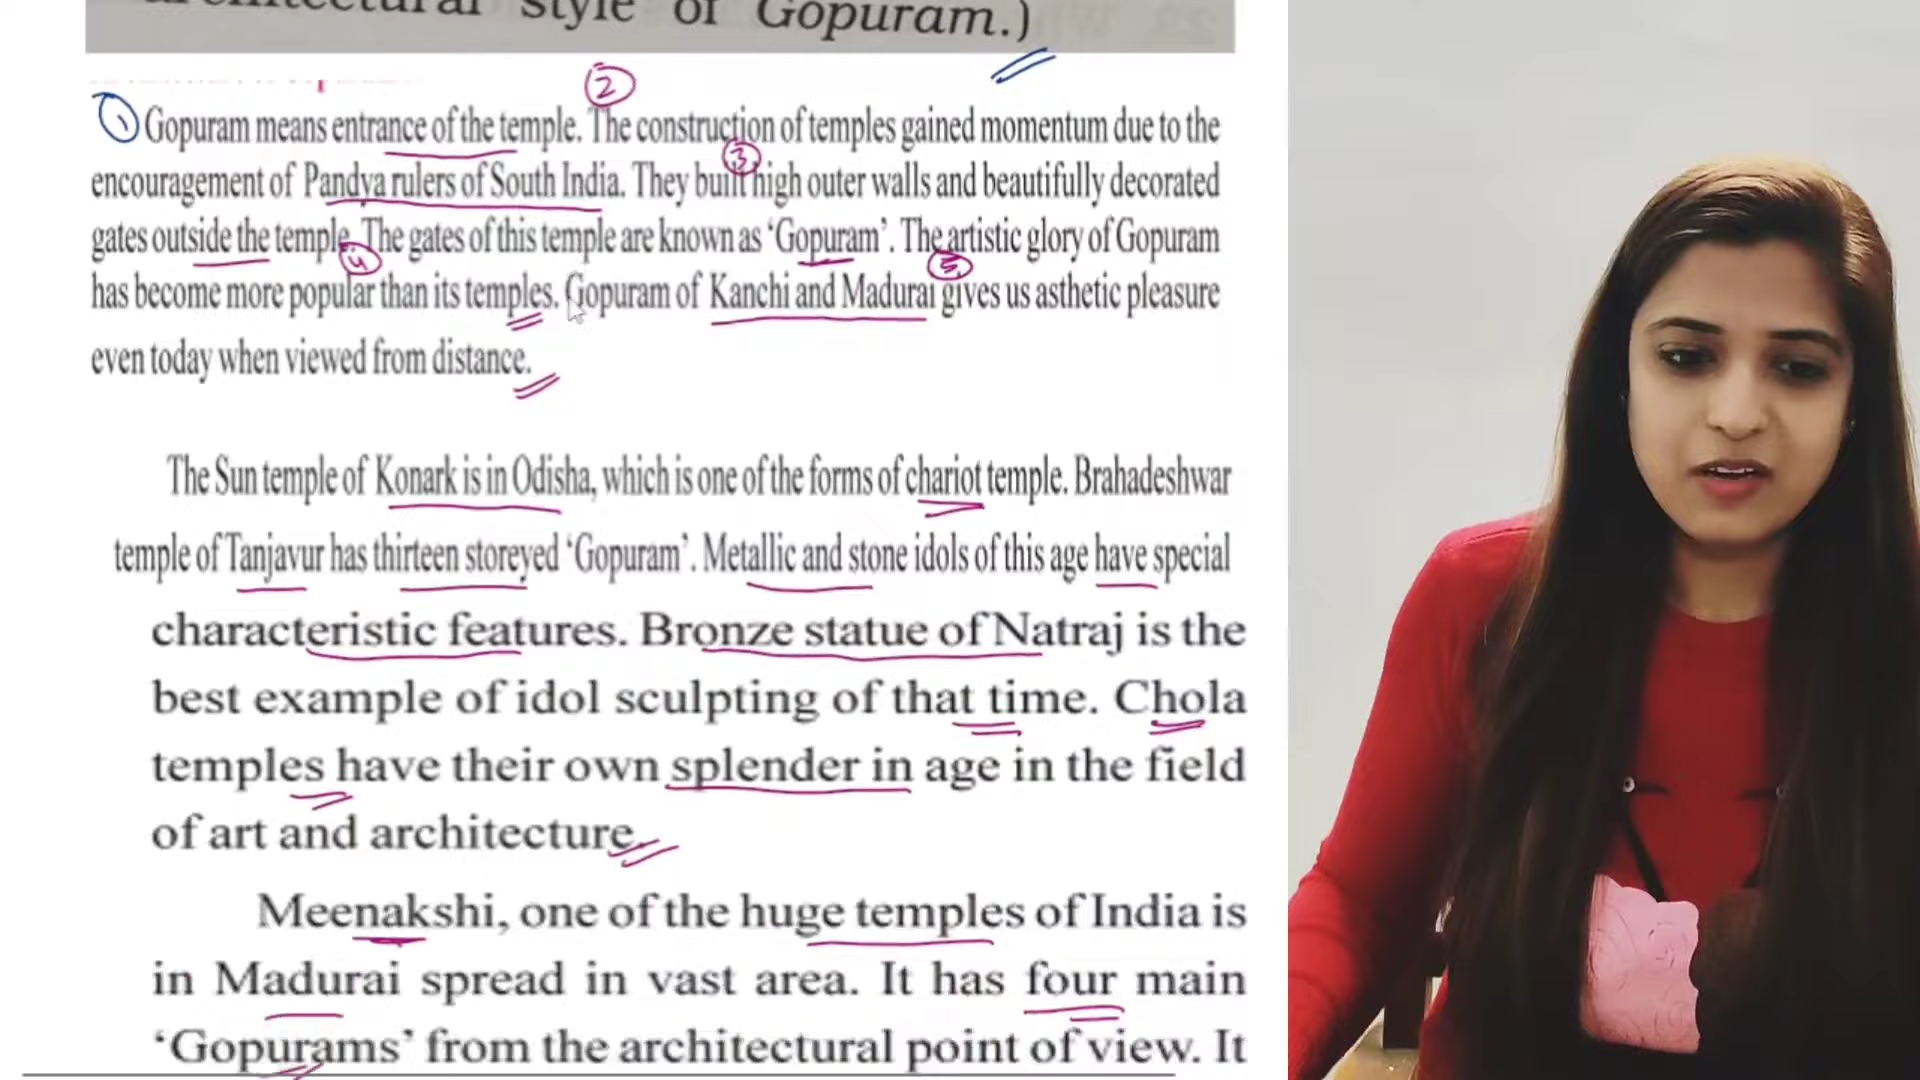 architectural style of Gopuram.)
2
1 Gopuram means entrance of the temple. The construction of temples gained momentum due to the
3
encouragement of Pandya rulers of South India. They built high outer walls and beautifully decorated
gates outside the temple. The gates of this temple are known as ‘Gopuram’. The artistic glory of Gopuram
4 5
has become more popular than its temples. Gopuram of Kanchi and Madurai gives us asthetic pleasure
even today when viewed from distance.
The Sun temple of Konark is in Odisha, which is one of the forms of chariot temple. Brahadeshwar
temple of Tanjavur has thirteen storeyed ‘Gopuram’. Metallic and stone idols of this age have special
characteristic features. Bronze statue of Natraj is the
best example of idol sculpting of that time. Chola
temples have their own splender in age in the field
of art and architecture.
Meenakshi, one of the huge temples of India is
in Madurai spread in vast area. It has four main
‘Gopurams’ from the architectural point of view. It